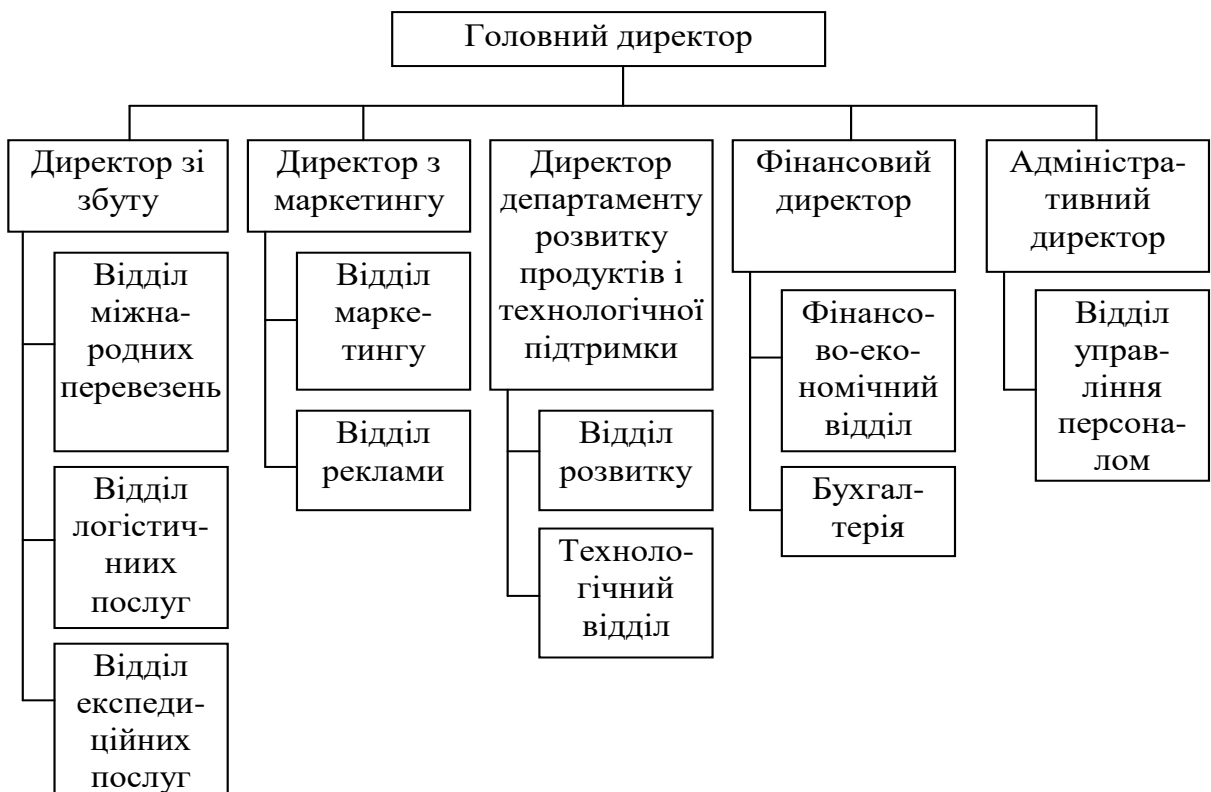 Головний директор
Директор зі
збуту
Відділ
міжна-
родних
перевезень
Відділ
логістич-
ниих
послуг
Відділ
експеди-
ційних
послуг
Директор з
маркетингу
Відділ
марке-
тингу
Відділ
реклами
Директор
департаменту
розвитку
продуктів і
технологічної
підтримки
Відділ
розвитку
Техноло-
гічний
відділ
Фінансовий
директор
Фінансо-
во-еко-
номічний
відділ
Бухгал-
терія
Адміністра-
тивний
директор
Відділ
управ-
ління
персона-
лом